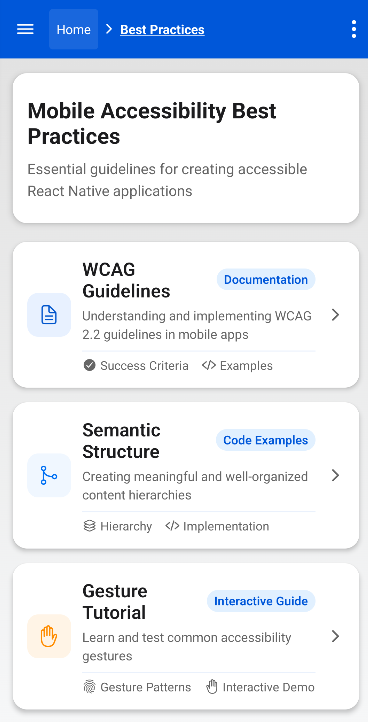 Home > Best Practices
Mobile Accessibility Best
Practices
Essential guidelines for creating accessible
React Native applications
WCAG
Guidelines
Documentation
Understanding and implementing WCAG
2.2 guidelines in mobile apps
Success Criteria </> Examples
Semantic
Structure
Code Examples
Creating meaningful and well-organized
content hierarchies
Hierarchy </> Implementation
Gesture
Tutorial
Interactive Guide
Learn and test common accessibility
gestures
Gesture Patterns Interactive Demo